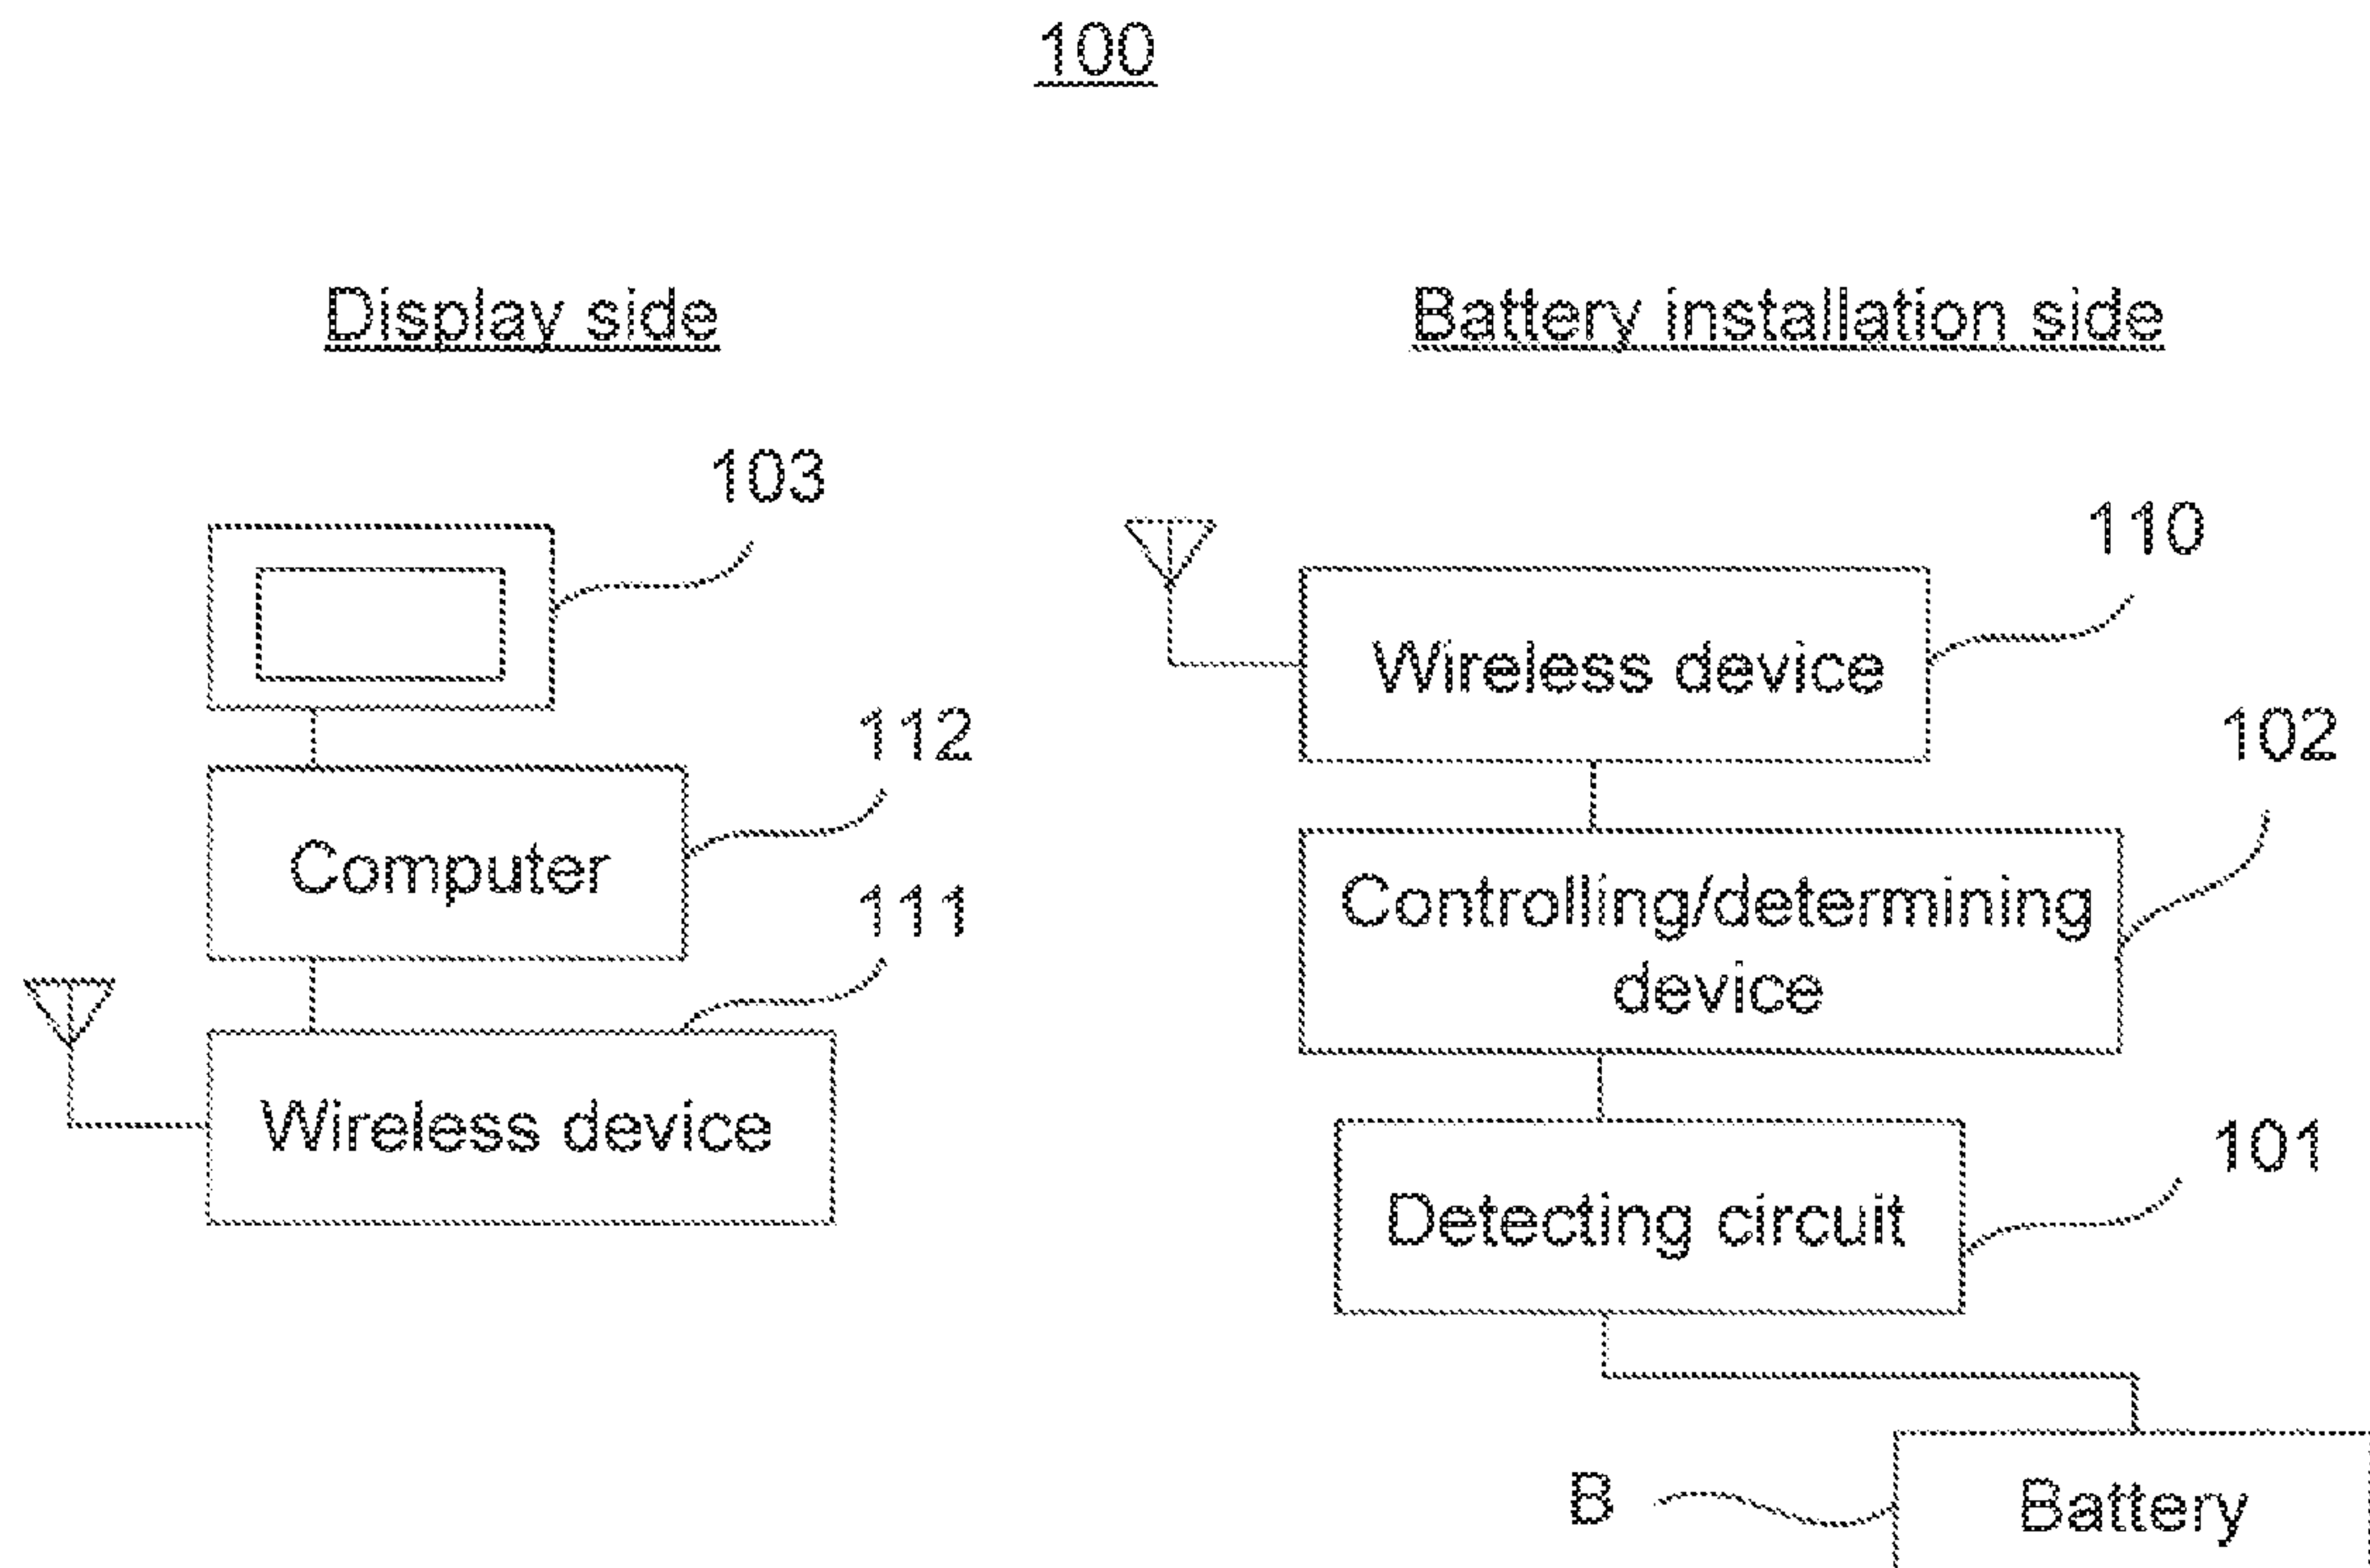 100
Display side
Battery installation side
103
110
Wireless device
112
102
Computer
Controlling/determining
device
111
Wireless device
101
Detecting circuit
B
Battery